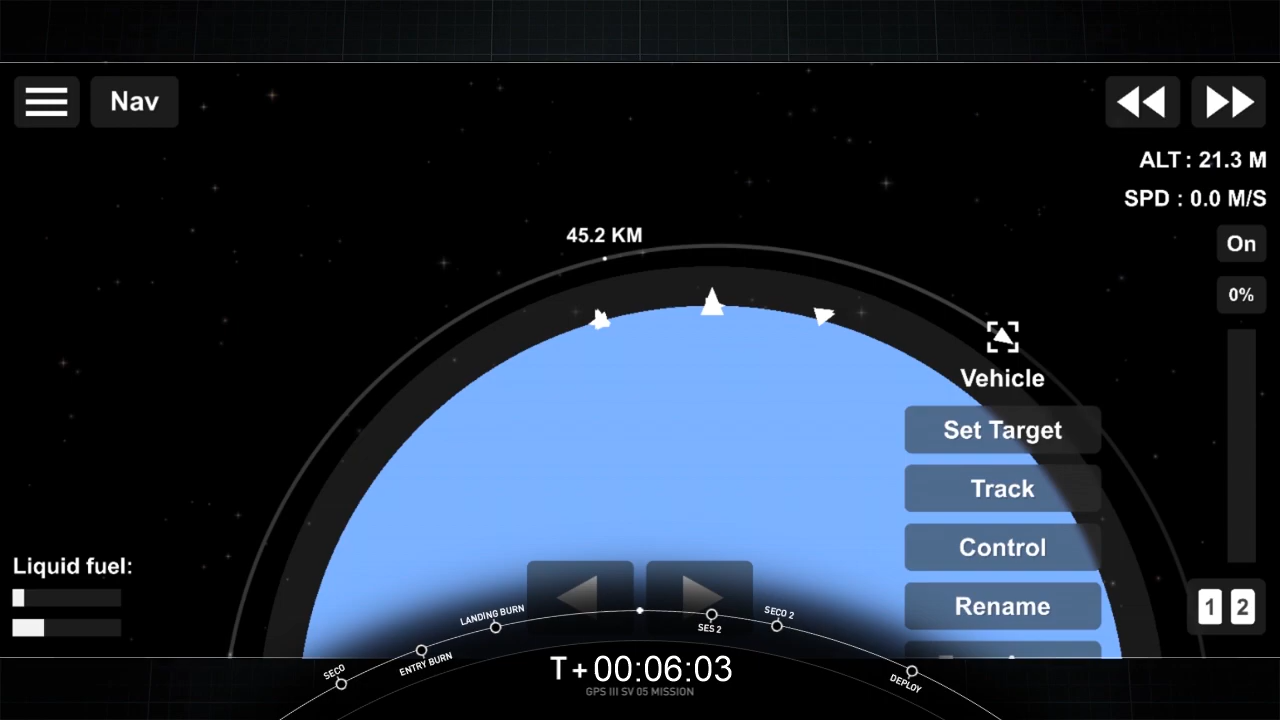 Nav
ALT : 21.3 M
SPD : 0.0 M/S
On
0%
45.2 KM
Vehicle
Set Target
Track
Control
Rename
Liquid fuel:
1 2
SECO
ENTRY BURN
LANDING BURN
SES 2
SECO 2
DEPLOY
T+00:06:03
GPS III SV 05 MISSION